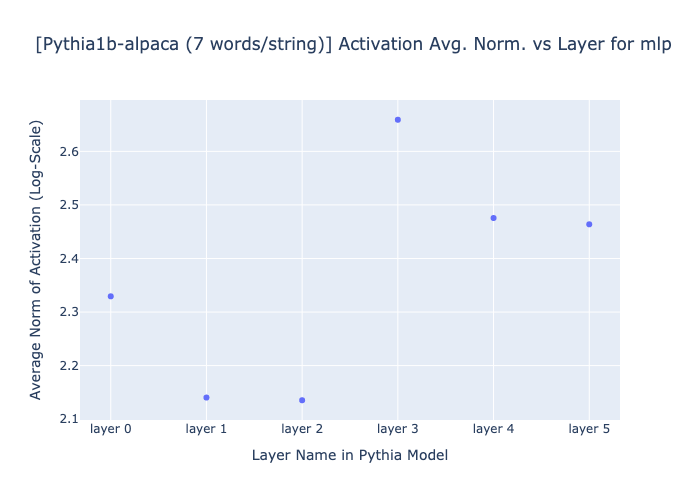 [Pythia1b-alpaca (7 words/string)] Activation Avg. Norm. vs Layer for mlp
Average Norm of Activation (Log-Scale)
2.6
2.5
2.4
2.3
2.2
2.1
layer 0 layer 1 layer 2 layer 3 layer 4 layer 5
Layer Name in Pythia Model